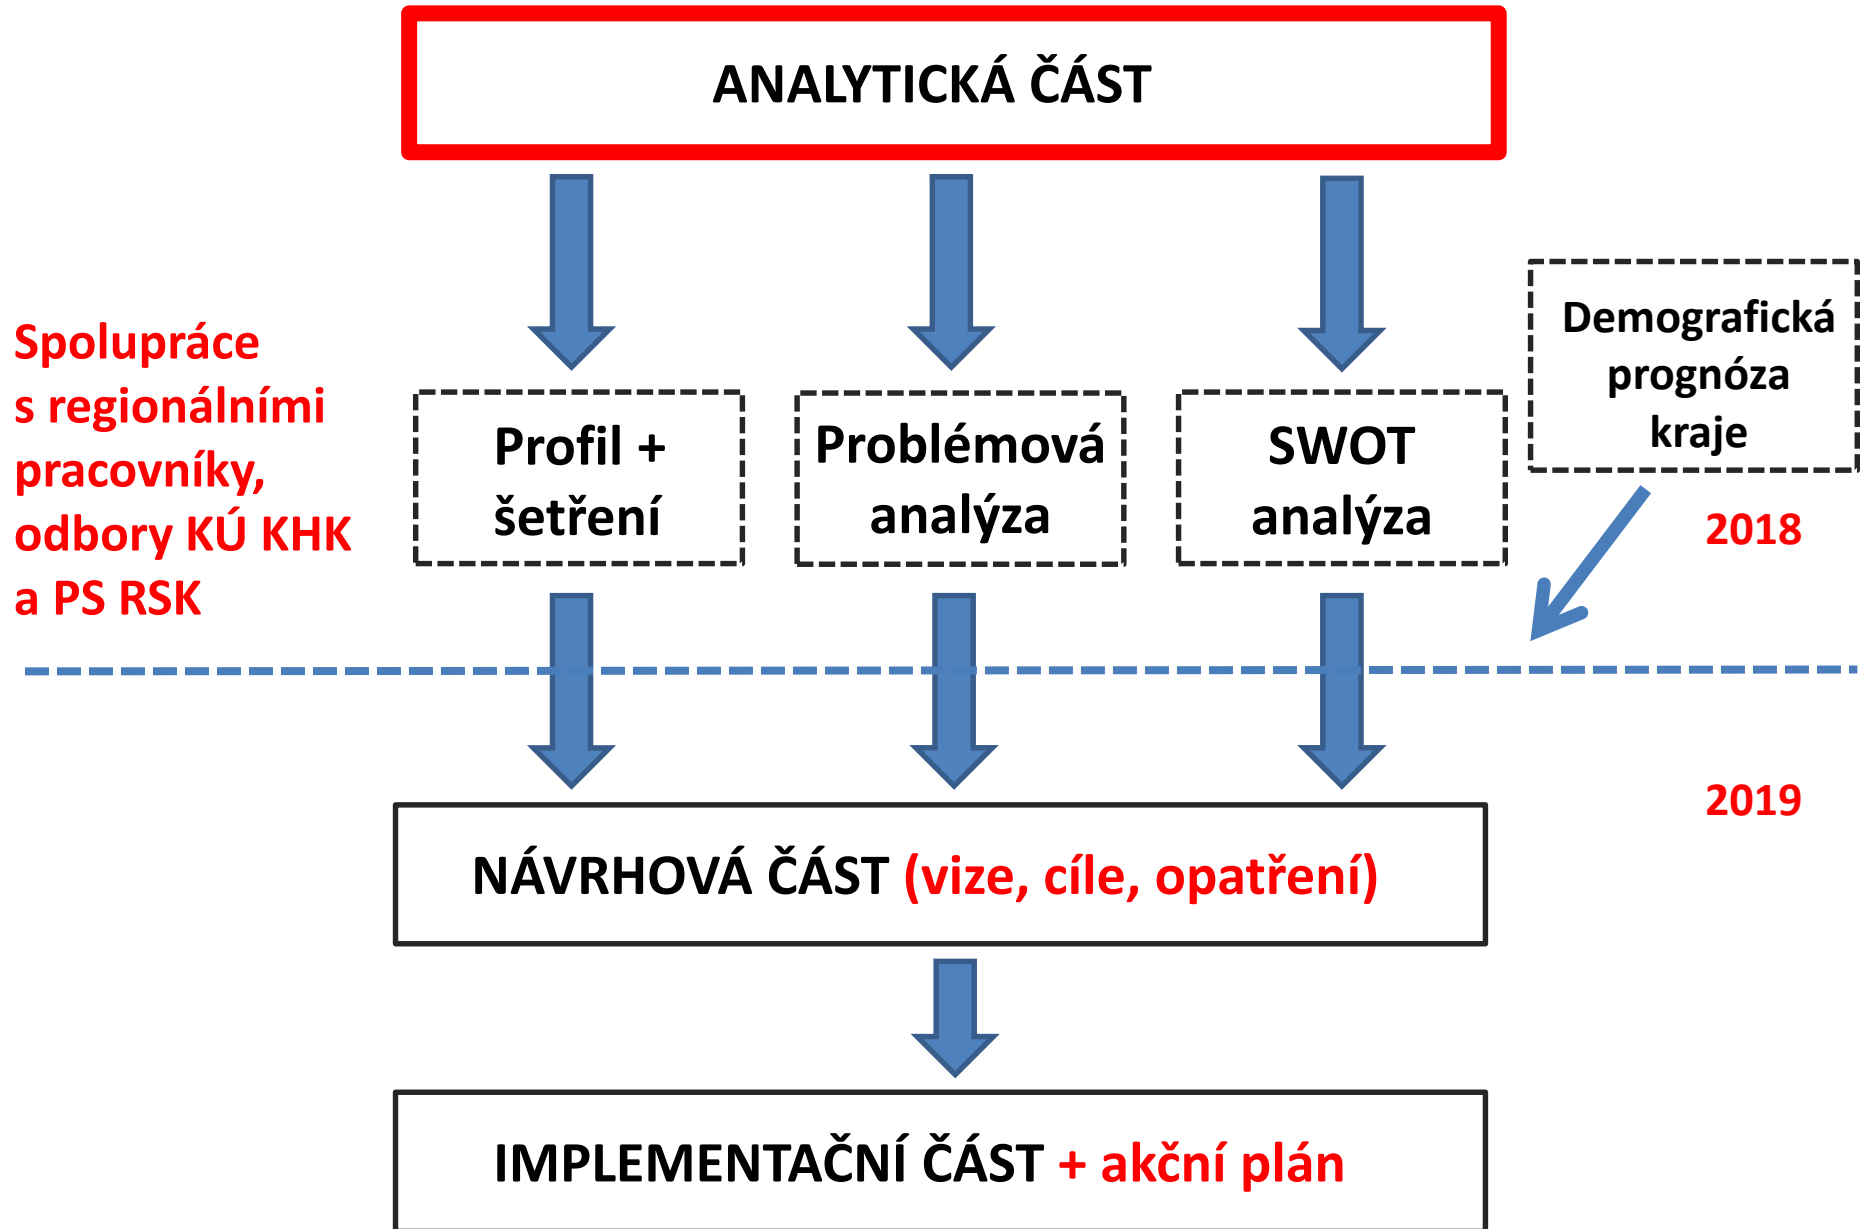 ANALYTICKÁ ČÁST
Spolupráce
s regionálními
pracovníky,
odbory KÚ KHK
a PS RSK
Profil +
šetření
Problémová
analýza
SWOT
analýza
Demografická
prognóza
kraje
2018
2019
NÁVRHOVÁ ČÁST (vize, cíle, opatření)
IMPLEMENTAČNÍ ČÁST + akční plán